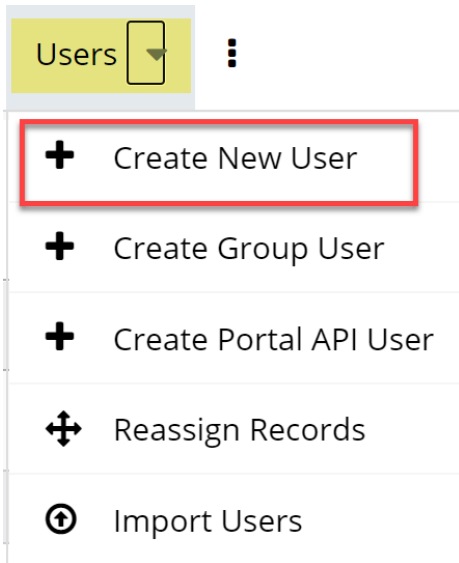 Users
Create New User
Create Group User
Create Portal API User
Reassign Records
Import Users